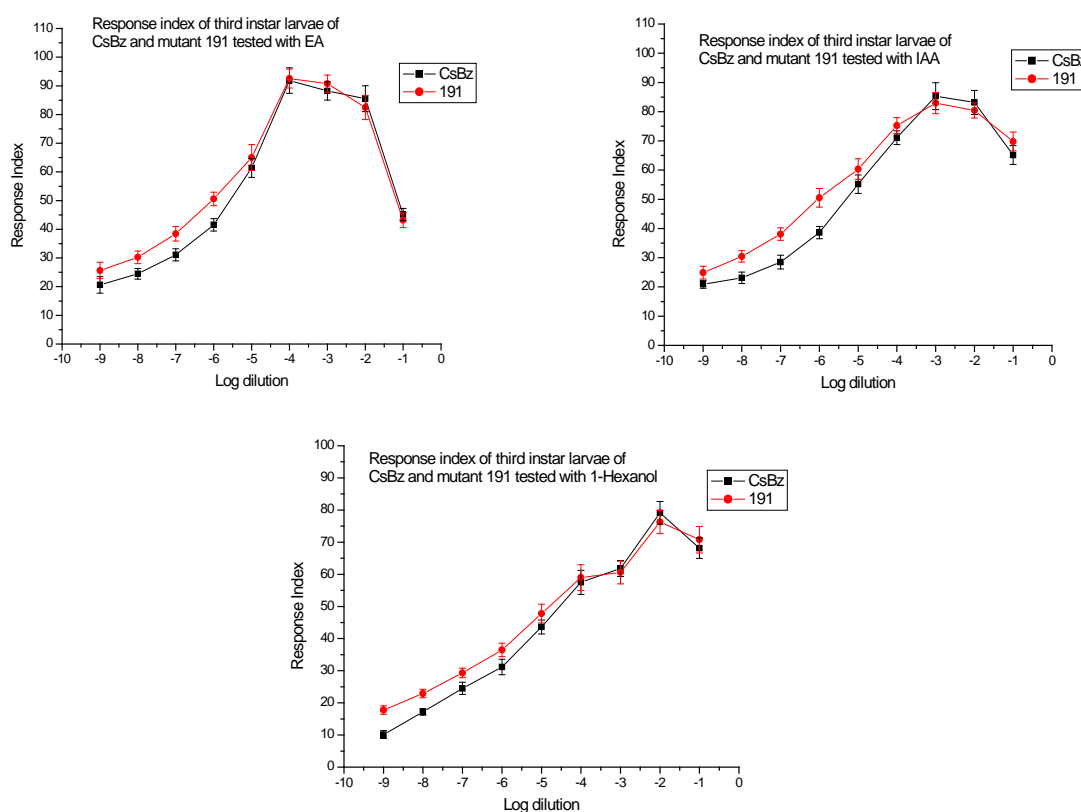 Response index of third instar larvae of
CsBz and mutant 191 tested with EA
CsBz
191
Response Index
110
100
90
80
70
60
50
40
30
20
10
0
-10 -9 -8 -7 -6 -5 -4 -3 -2 -1 0
Log dilution
Response index of third instar larvae of
CsBz and mutant 191 tested with IAA
CsBz
191
Response Index
110
100
90
80
70
60
50
40
30
20
10
0
-10 -9 -8 -7 -6 -5 -4 -3 -2 -1 0
Log dilution
Response index of third instar larvae of
CsBz and mutant 191 tested with 1-Hexanol
CsBz
191
Response Index
100
90
80
70
60
50
40
30
20
10
0
-10 -9 -8 -7 -6 -5 -4 -3 -2 -1 0
Log dilution